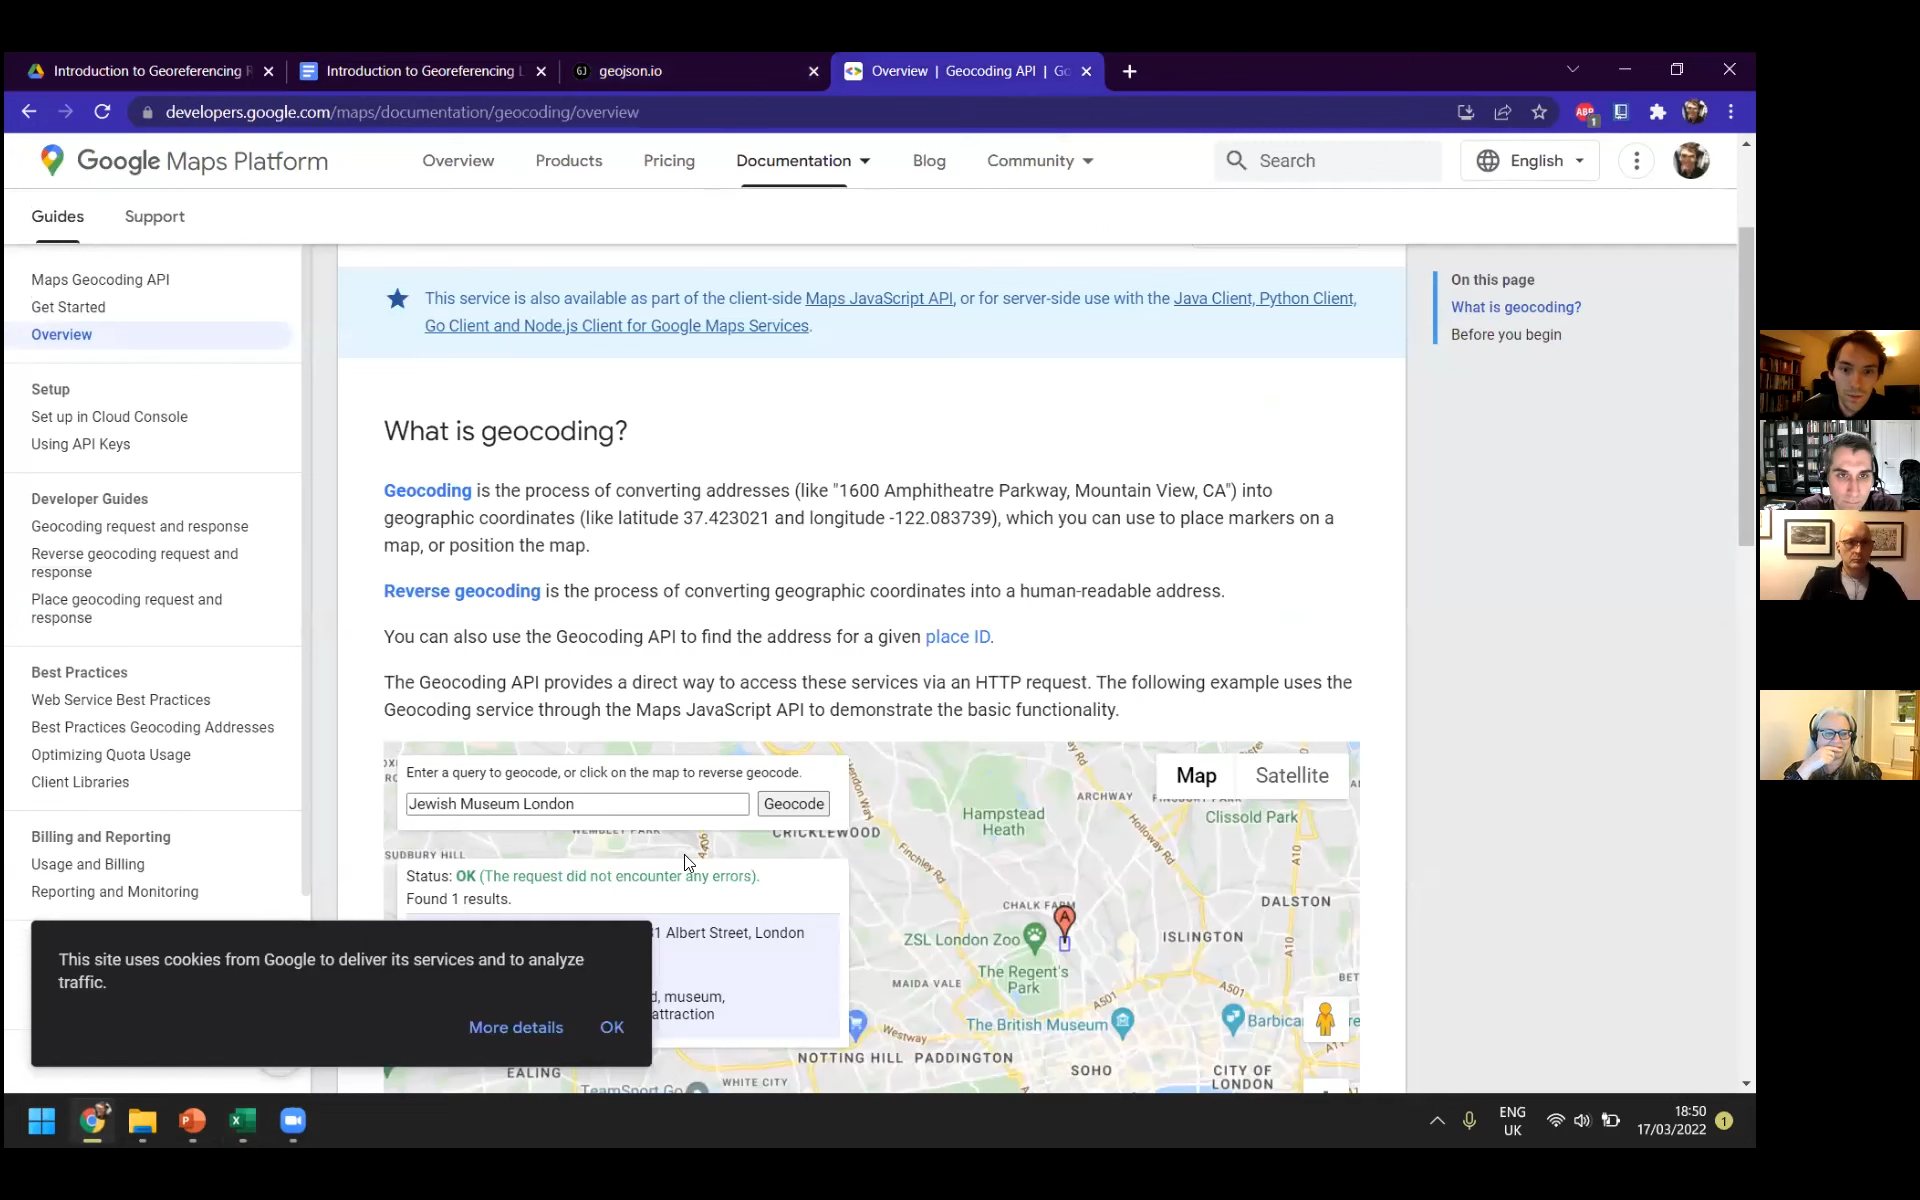 Introduction to Georeferencing
Introduction to Georeferencing
geojson.io
Overview | Geocoding API |
developers.google.com/maps/documentation/geocoding/overview
ABP
1
Google Maps Platform
Overview
Products
Pricing
Documentation
Blog
Community
Search
English
Guides
Support
Maps Geocoding API
Get Started
Overview
Setup
Set up in Cloud Console
Using API Keys
Developer Guides
Geocoding request and response
Reverse geocoding request and
response
Place geocoding request and
response
Best Practices
Web Service Best Practices
Best Practices Geocoding Addresses
Optimizing Quota Usage
Client Libraries
Billing and Reporting
Usage and Billing
Reporting and Monitoring
This service is also available as part of the client-side Maps JavaScript API, or for server-side use with the Java Client, Python Client,
Go Client and Node.js Client for Google Maps Services.
What is geocoding?
Geocoding is the process of converting addresses (like "1600 Amphitheatre Parkway, Mountain View, CA") into
geographic coordinates (like latitude 37.423021 and longitude -122.083739), which you can use to place markers on a
map, or position the map.
Reverse geocoding is the process of converting geographic coordinates into a human-readable address.
You can also use the Geocoding API to find the address for a given place ID.
The Geocoding API provides a direct way to access these services via an HTTP request. The following example uses the
Geocoding service through the Maps JavaScript API to demonstrate the basic functionality.
On this page
What is geocoding?
Before you begin
Enter a query to geocode, or click on the map to reverse geocode.
Jewish Museum London
Geocode
Status: OK (The request did not encounter any errors).
Found 1 results.
Albert Street, London
museum,
attraction
Map
Satellite
WEMBLEY PARK
CRICKLEWOOD
SUDBURY HILL
Finchley Rd
Hampstead
Heath
ARCHWAY
Holloway Rd
Clissold Park
A10
CHALK FARM
A
DALSTON
ZSL London Zoo
ISLINGTON
A10
The Regent's
Park
MAIDA VALE
A501
A501
The British Museum
Westway
NOTTING HILL
PADDINGTON
SOHO
CITY OF
LONDON
EALING
WHITE CITY
TeamSport Go
This site uses cookies from Google to deliver its services and to analyze
traffic.
More details
OK
ENG
UK
18:50
17/03/2022
1